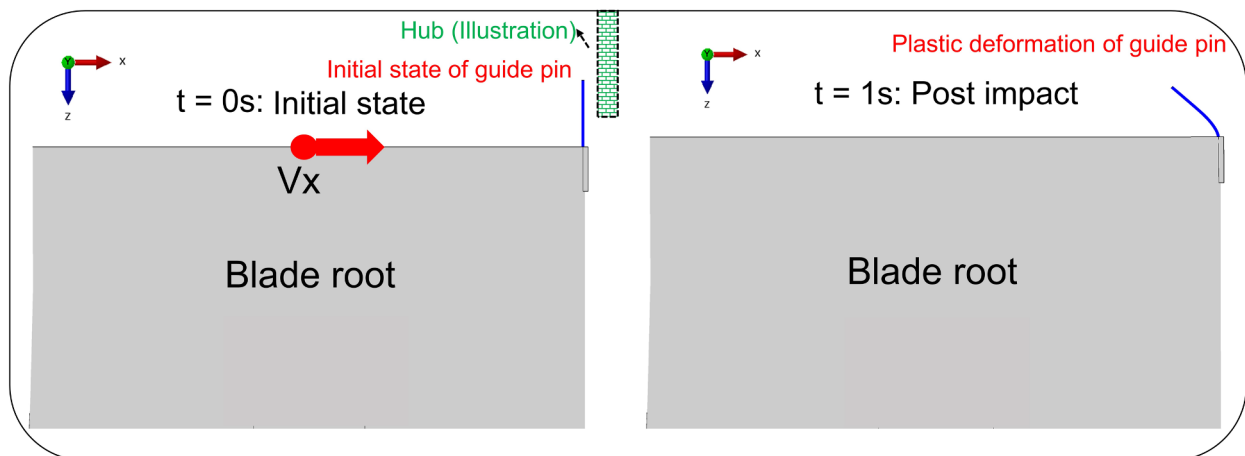 Hub (Illustration)
Initial state of guide pin
Y
x
z
t = 0s: Initial state
Vx
Blade root
Plastic deformation of guide pin
Y
x
z
t = 1s: Post impact
Blade root